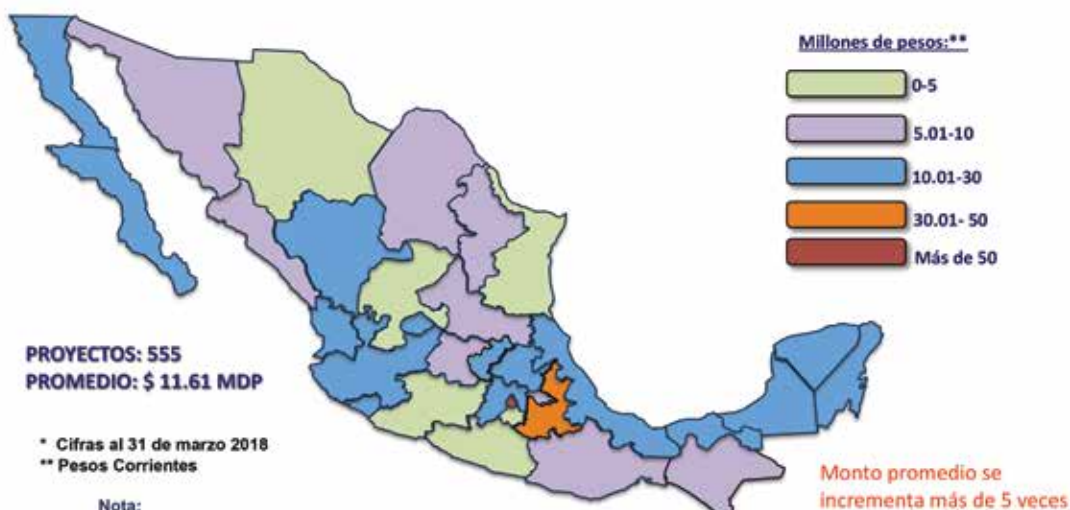 Millones de pesos:**
0-5
5.01-10
10.01-30
30.01- 50
Más de 50
PROYECTOS: 555
PROMEDIO: $ 11.61 MDP
* Cifras al 31 de marzo 2018
** Pesos Corrientes
Nota:
Monto promedio se
incrementa más de 5 veces